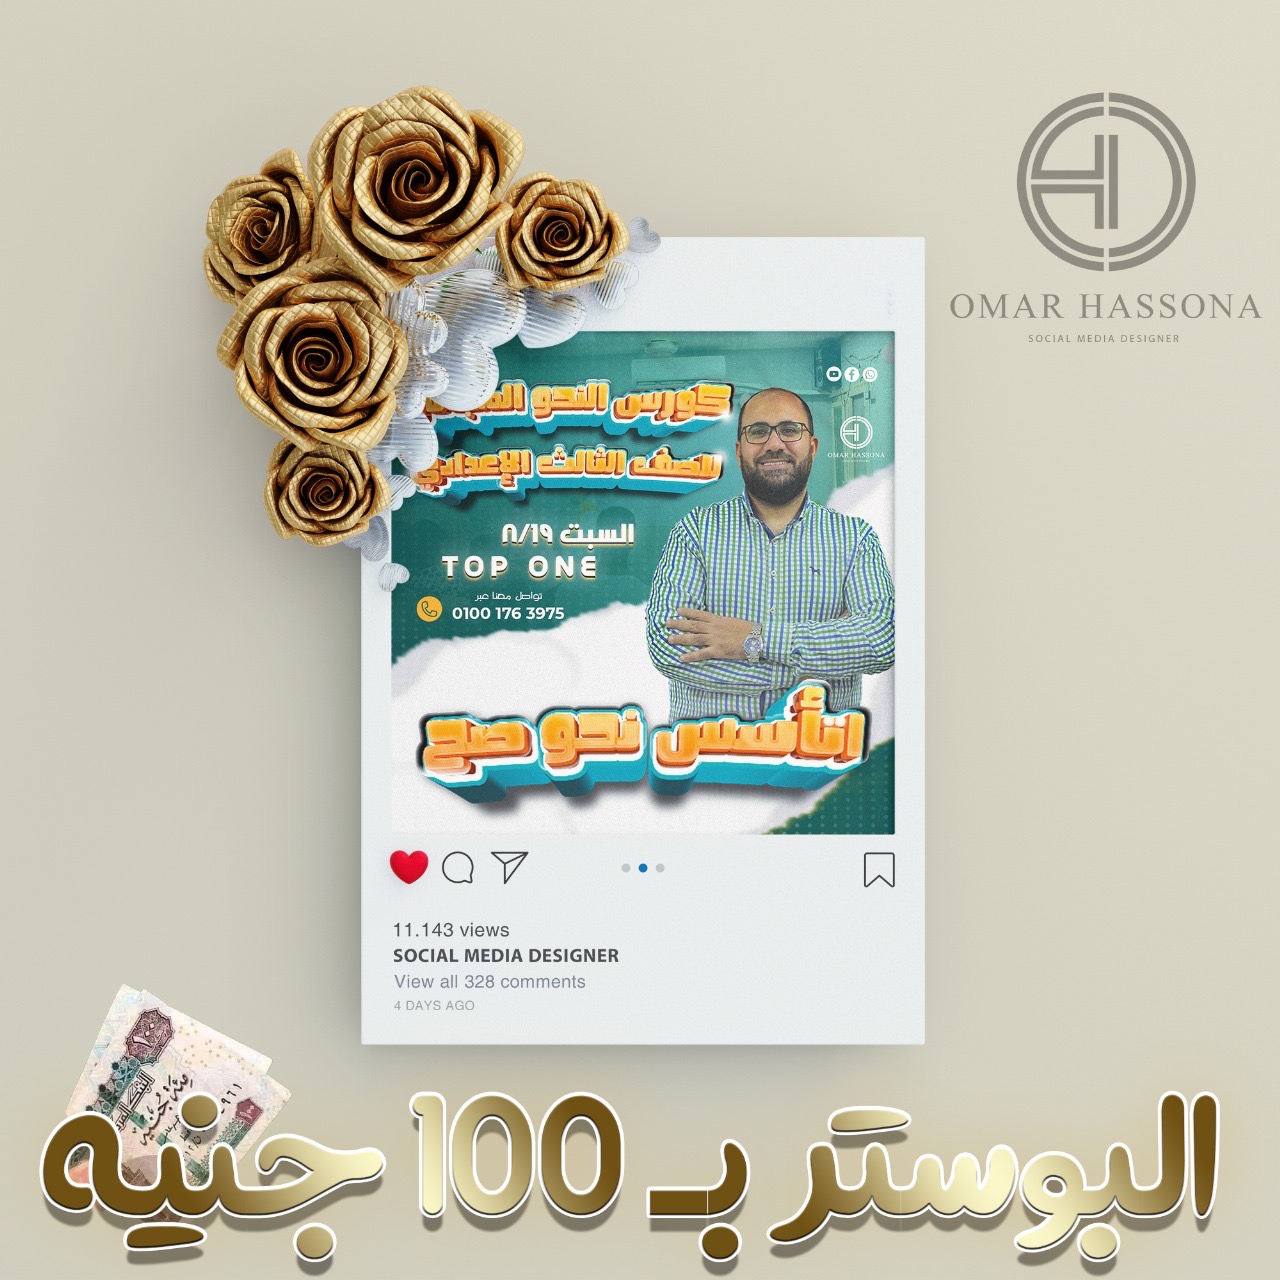 OMAR HASSONA
SOCIAL MEDIA DESIGNER
كورس النحو
للصف الثالث الإعدادي
OMAR HASSONA
السبت ٨/١٩
TOP ONE
تواصل معنا عبر
0100 176 3975
اتأسس نحو صح
11.143 views
SOCIAL MEDIA DESIGNER
View all 328 comments
4 DAYS AGO
١٠٠
البوستر بـ 100 جنيه